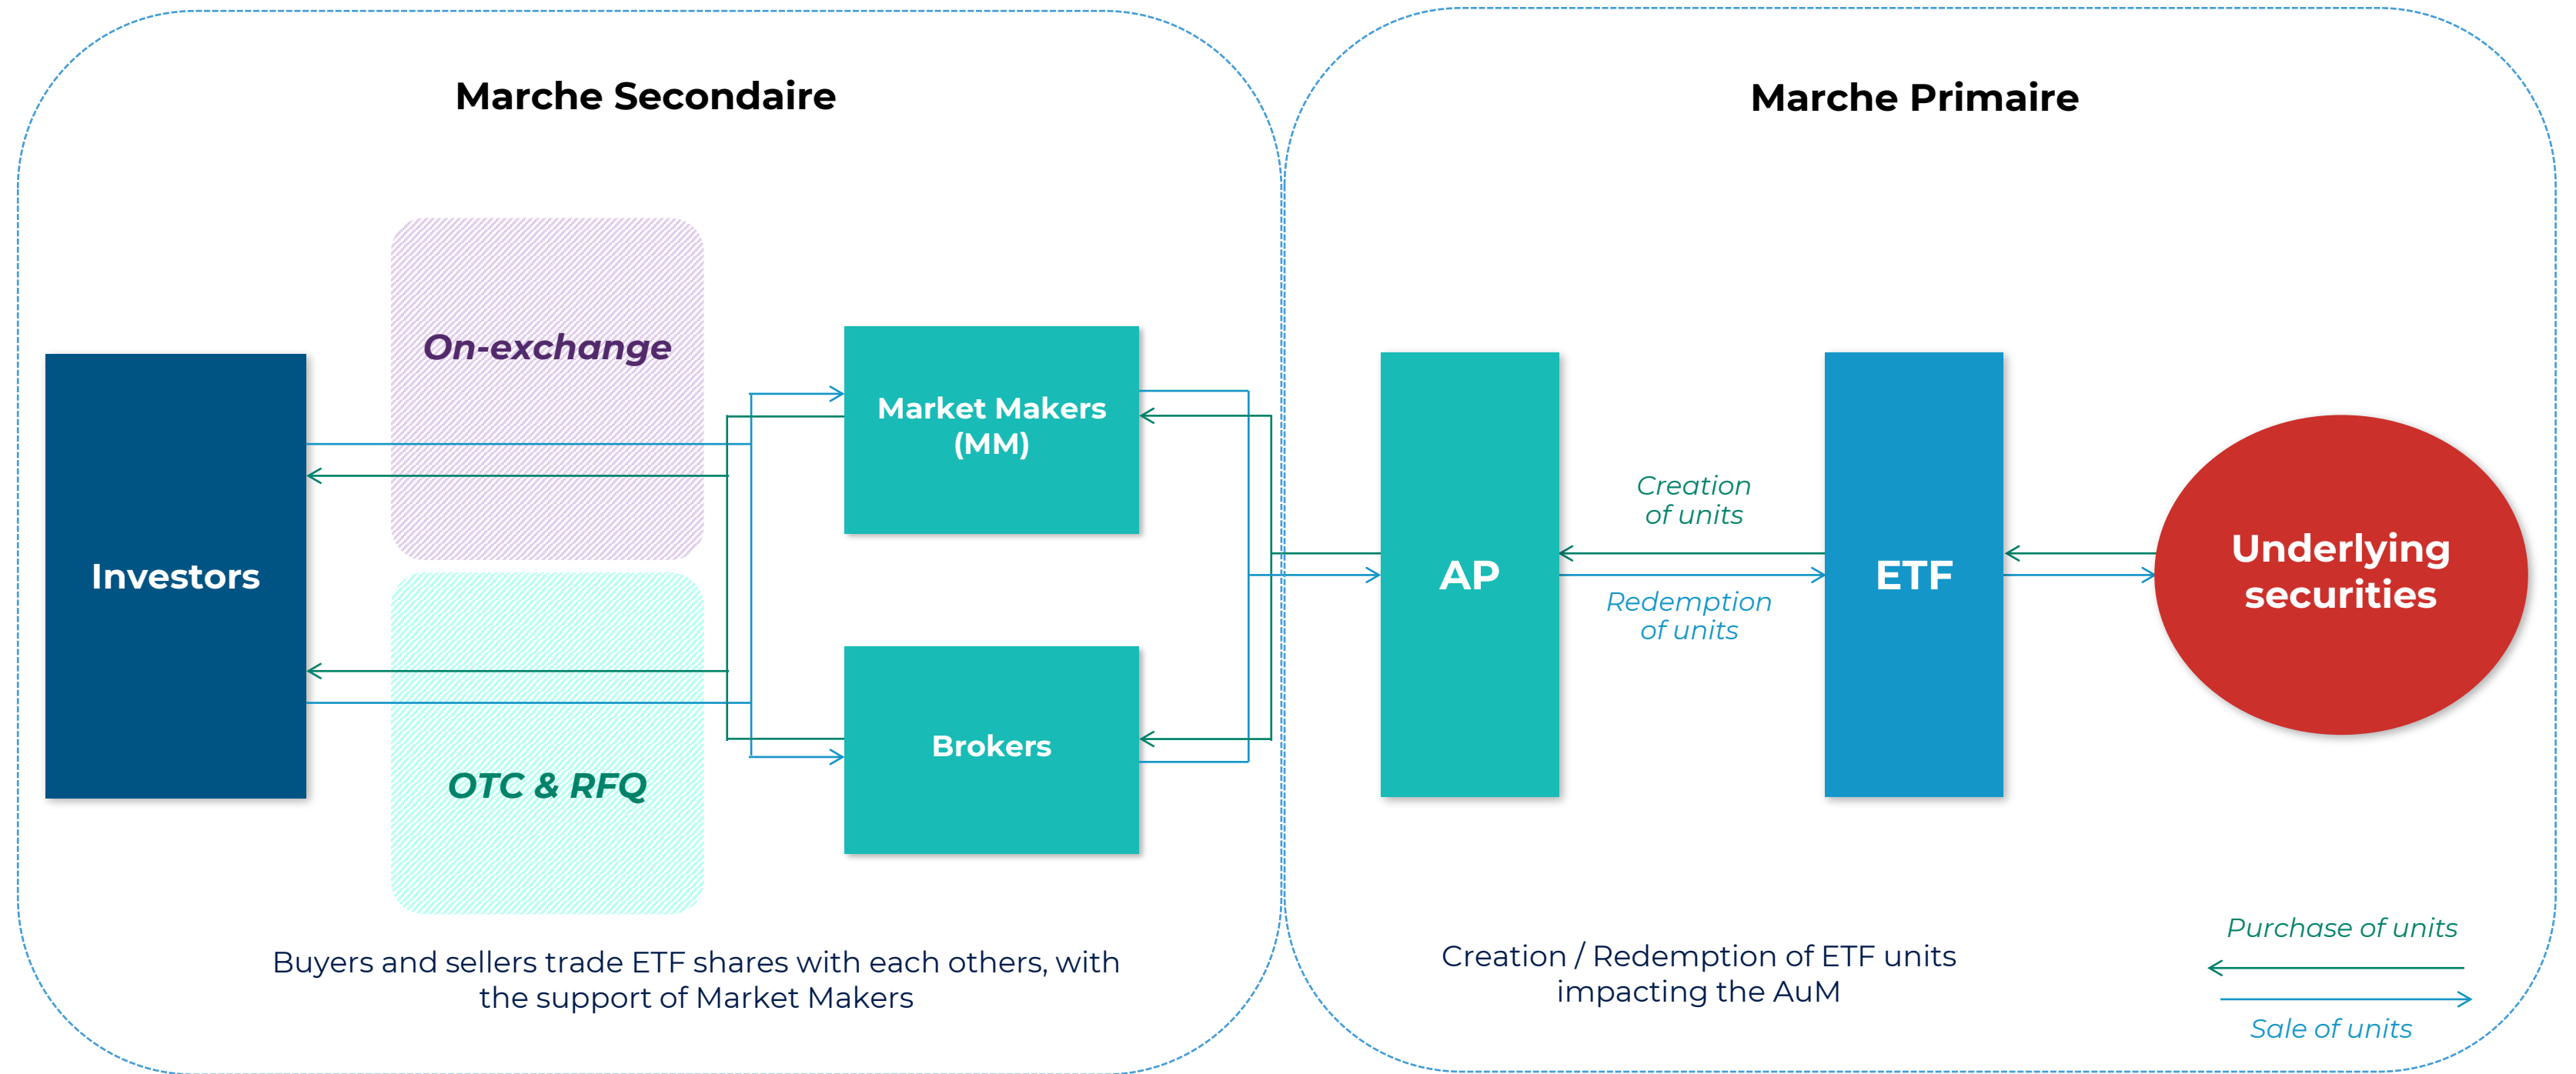 Marche Secondaire
Marche Primaire
On-exchange
Market Makers
(MM)
Investors
Creation
of units
AP
ETF
Underlying
securities
Redemption
of units
Brokers
OTC & RFQ
Buyers and sellers trade ETF shares with each others, with
the support of Market Makers
Creation / Redemption of ETF units
impacting the AuM
Purchase of units
Sale of units